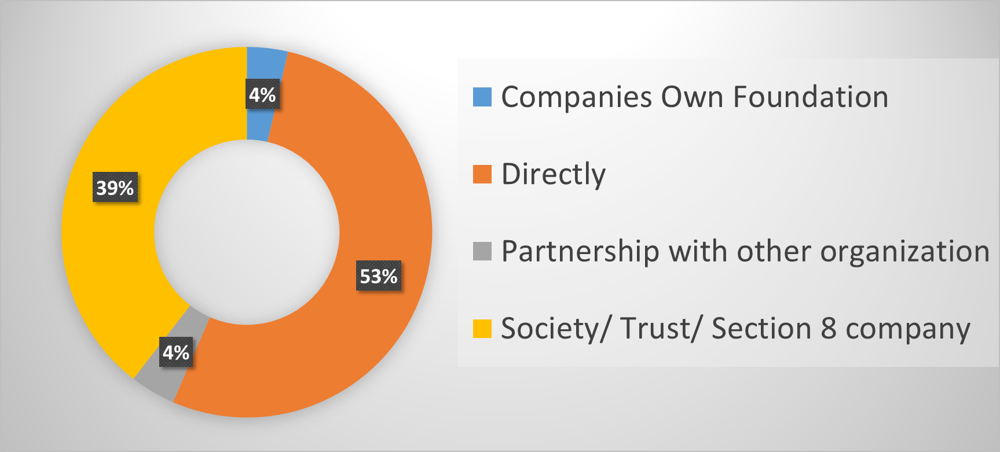 4%
39%
53%
4%
Companies Own Foundation
Directly
Partnership with other organization
Society/ Trust/ Section 8 company